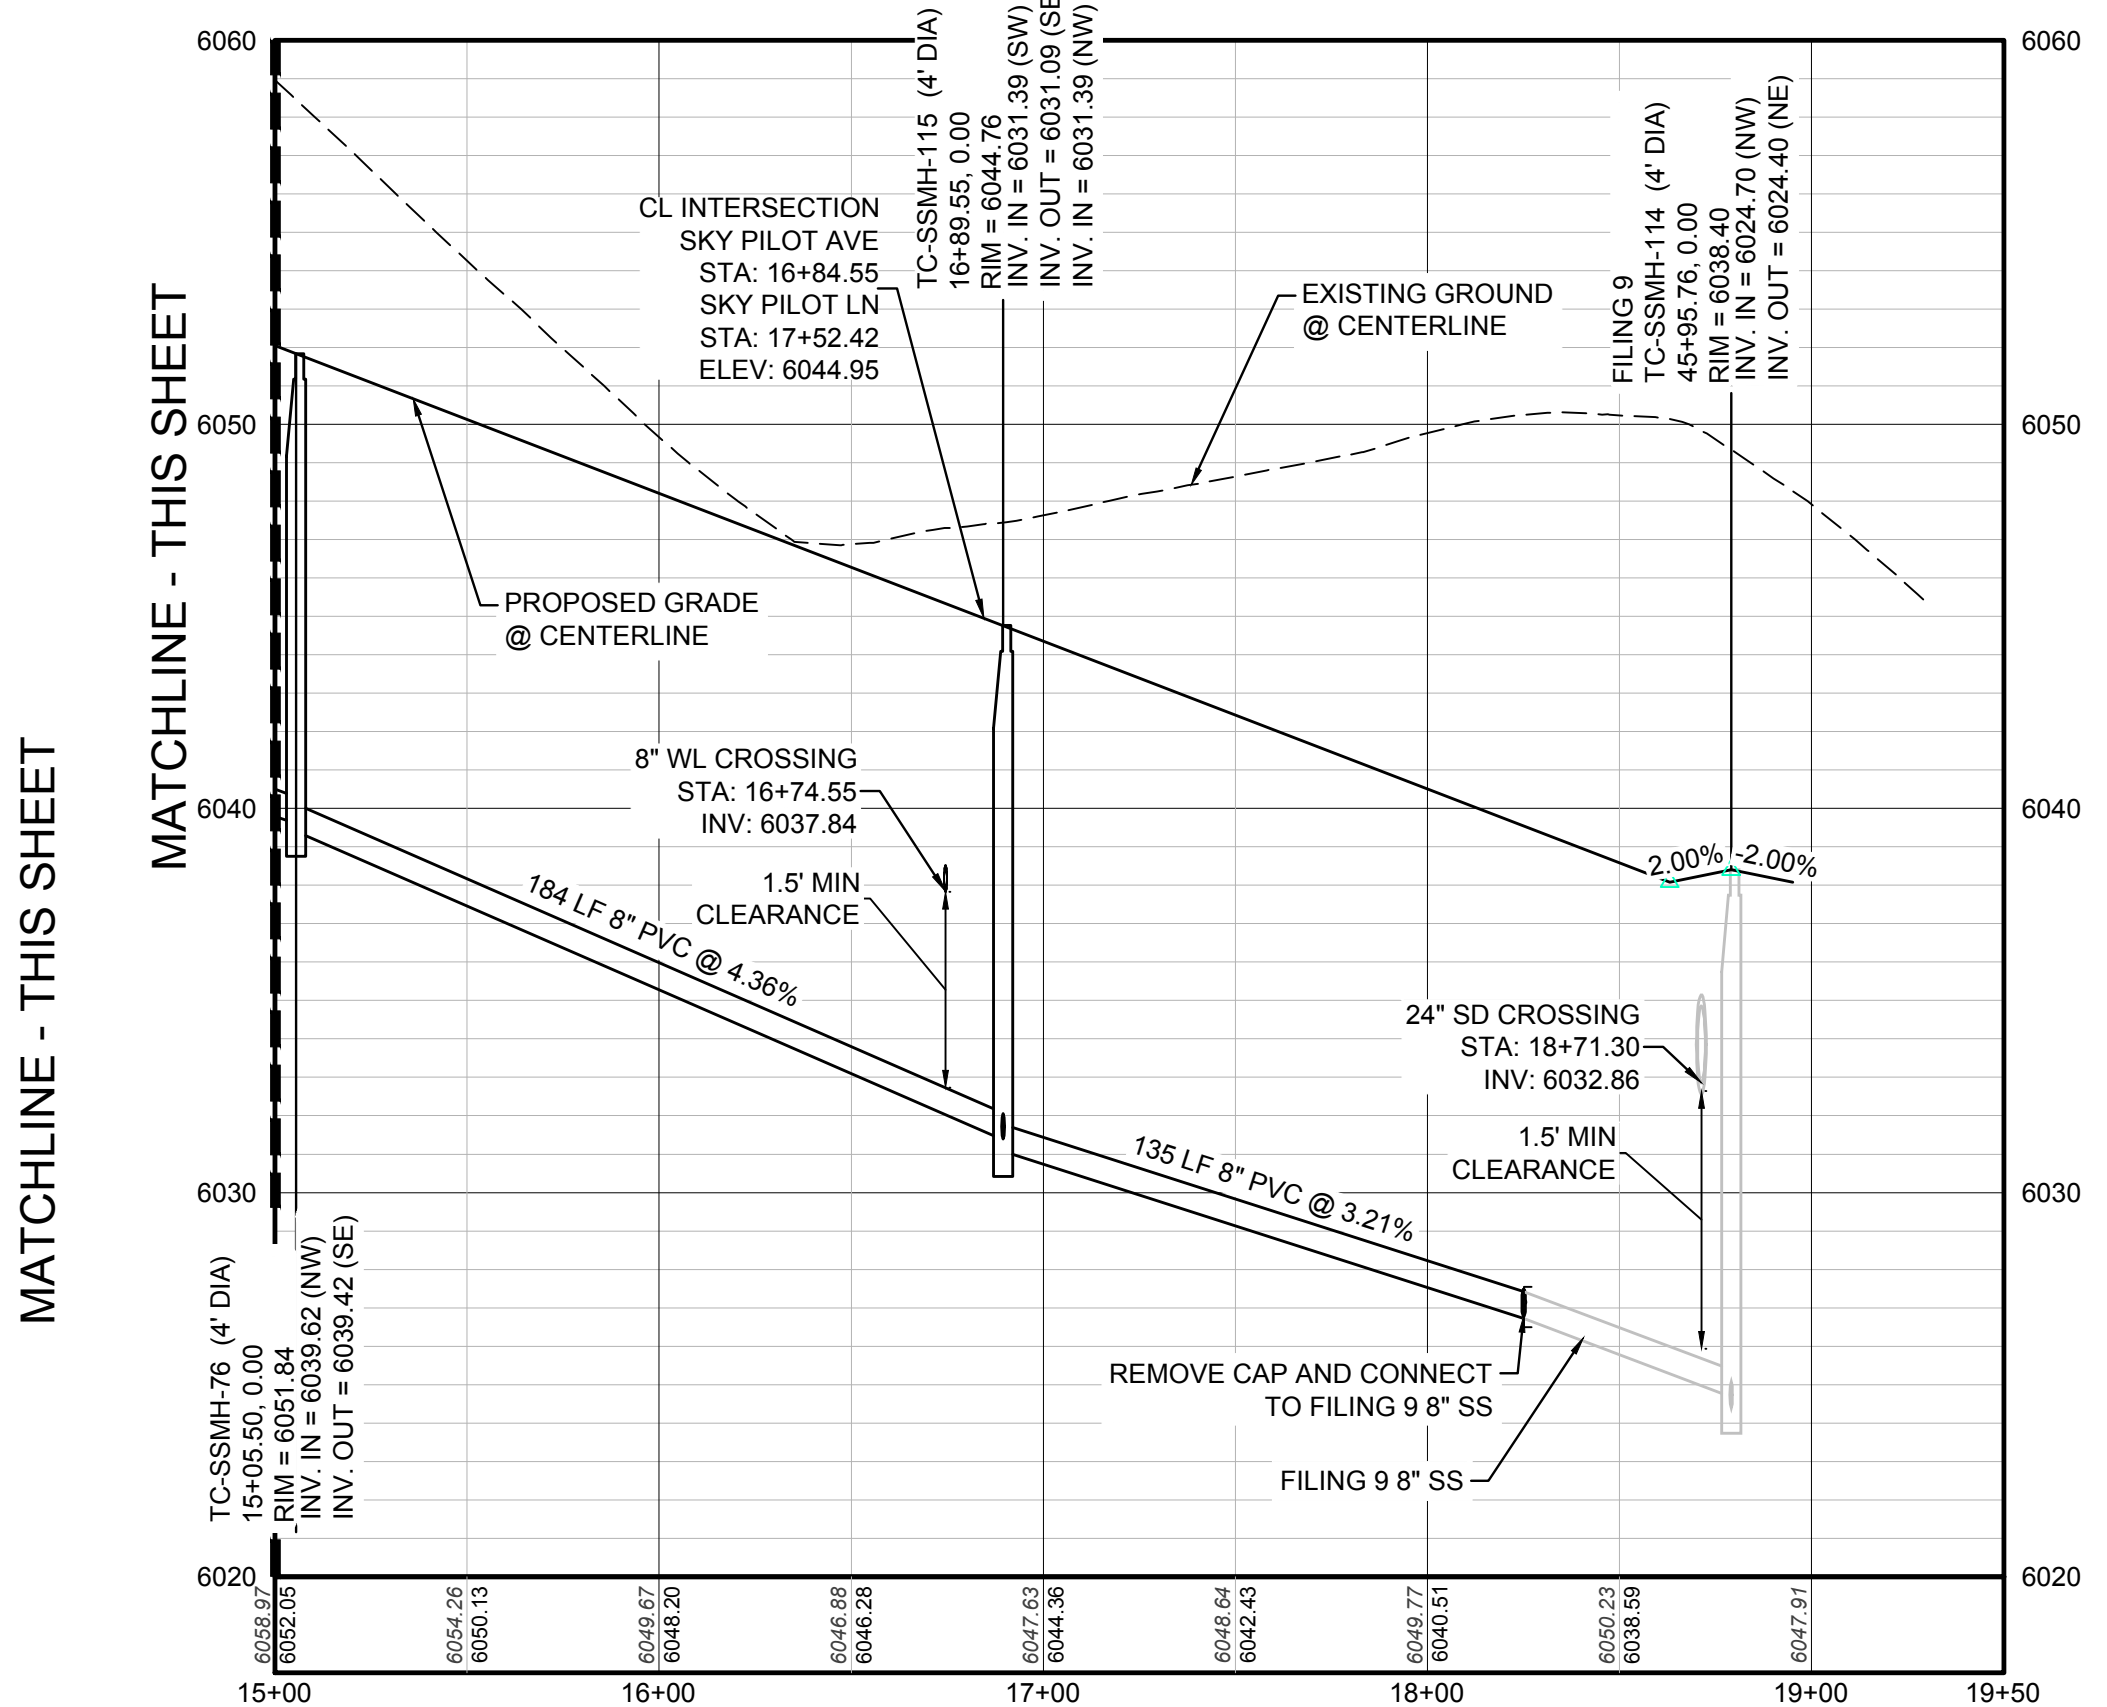 MATCHLINE - THIS SHEET
MATCHLINE - THIS SHEET
6060
6050
6040
6030
6020
6060
6050
6040
6030
6020
CL INTERSECTION
SKY PILOT AVE
STA: 16+84.55
SKY PILOT LN
STA: 17+52.42
ELEV: 6044.95
TC-SSMH-115 (4' DIA)
16+89.55, 0.00
RIM = 6044.76
INV. IN = 6031.39 (SW)
INV. OUT = 6031.09 (SE
INV. IN = 6031.39 (NW)
EXISTING GROUND
@ CENTERLINE
FILING 9
TC-SSMH-114 (4' DIA)
45+95.76, 0.00
RIM = 6038.40
INV. IN = 6024.70 (NW)
INV. OUT = 6024.40 (NE)
PROPOSED GRADE
@ CENTERLINE
8" WL CROSSING
STA: 16+74.55
INV: 6037.84
1.5' MIN
CLEARANCE
184 LF 8" PVC @ 4.36%
2.00%
-2.00%
24" SD CROSSING
STA: 18+71.30
INV: 6032.86
1.5' MIN
CLEARANCE
135 LF 8" PVC @ 3.21%
REMOVE CAP AND CONNECT
TO FILING 9 8" SS
FILING 9 8" SS
TC-SSMH-76 (4' DIA)
15+05.50, 0.00
RIM = 6051.84
INV. IN = 6039.62 (NW)
INV. OUT = 6039.42 (SE)
6058.97
6052.05
6054.26
6050.13
6049.67
6048.20
6046.88
6046.28
6047.63
6044.36
6048.64
6042.43
6049.77
6040.51
6050.23
6038.59
6047.91
15+00
16+00
17+00
18+00
19+00
19+50